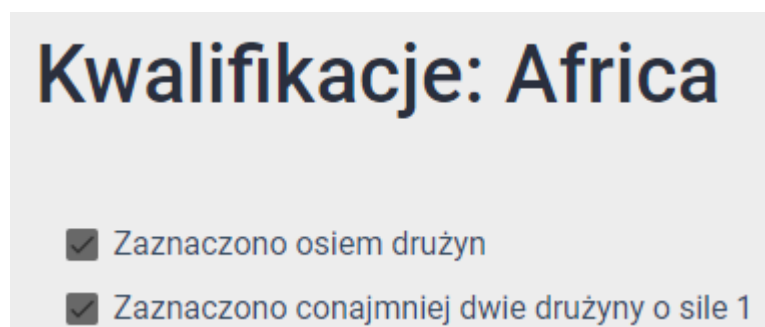 Kwalifikacje: Africa
Zaznaczono osiem drużyn
Zaznaczono conajmniej dwie drużyny o sile 1